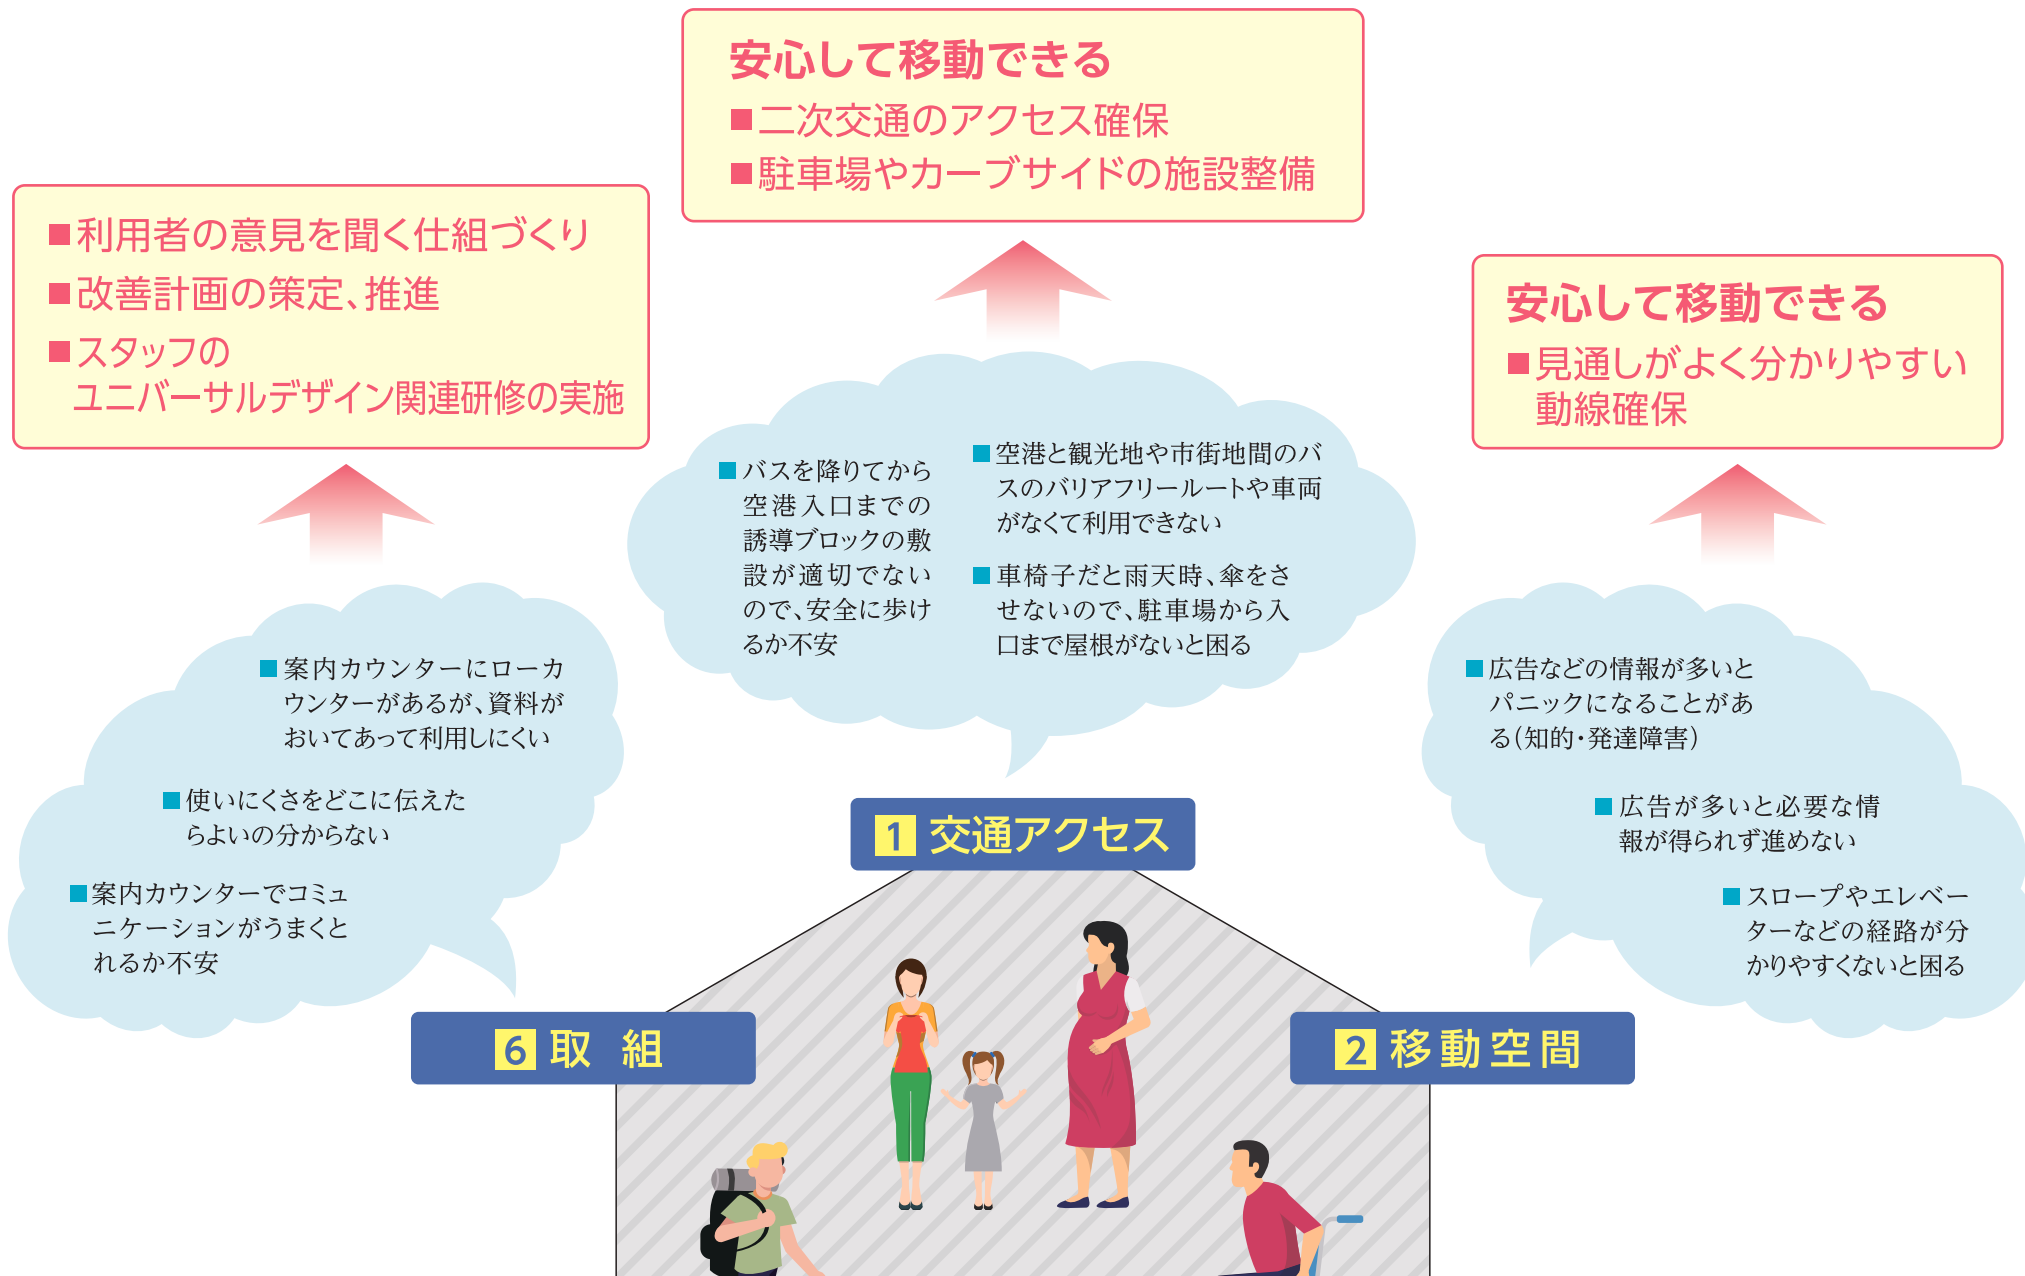 安心して移動できる
■二次交通のアクセス確保
■駐車場やカーブサイドの施設整備
■利用者の意見を聞く仕組づくり
■改善計画の策定、推進
■スタッフの
ユニバーサルデザイン関連研修の実施
安心して移動できる
■見通しがよく分かりやすい
動線確保
■バスを降りてから
空港入口までの
誘導ブロックの敷
設が適切でない
ので、安全に歩け
るか不安
■空港と観光地や市街地間のバ
スのバリアフリールートや車両
がなくて利用できない
■車椅子だと雨天時、傘をさ
せないので、駐車場から入
口まで屋根がないと困る
■案内カウンターにローカ
ウンターがあるが、資料が
おいてあって利用しにくい
■使いにくさをどこに伝えた
らよいの分からない
■案内カウンターでコミュ
ニケーションがうまくと
れるか不安
■広告などの情報が多いと
パニックになることがあ
る(知的・発達障害)
■広告が多いと必要な情
報が得られず進めない
■スロープやエレベー
ターなどの経路が分
かりやすくないと困る
1 交通アクセス
6 取 組
2 移動空間